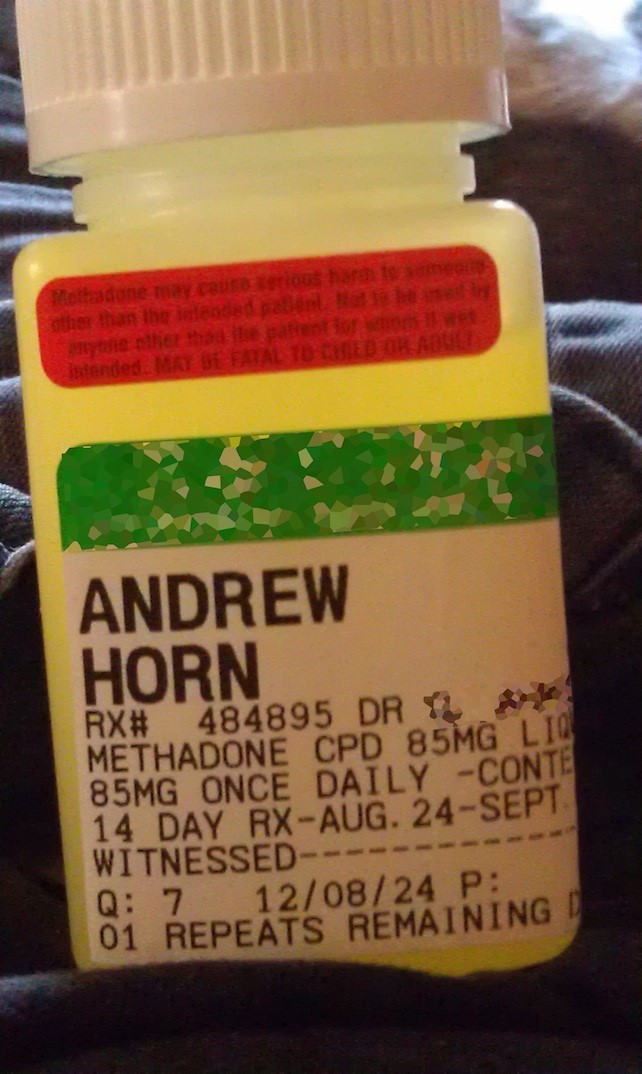 Methadone may cause serious harm to someone
other than the intended patient. Not to be used by
anyone other than the patient for whom it was
intended. MAY BE FATAL TO CHILD OR ADULT.
ANDREW
HORN
RX# 484895 DR
METHADONE CPD 85MG LIQ
85MG ONCE DAILY -CONTE
14 DAY RX-AUG.24-SEPT.
WITNESSED------------
Q: 7 12/08/24 P:
01 REPEATS REMAINING